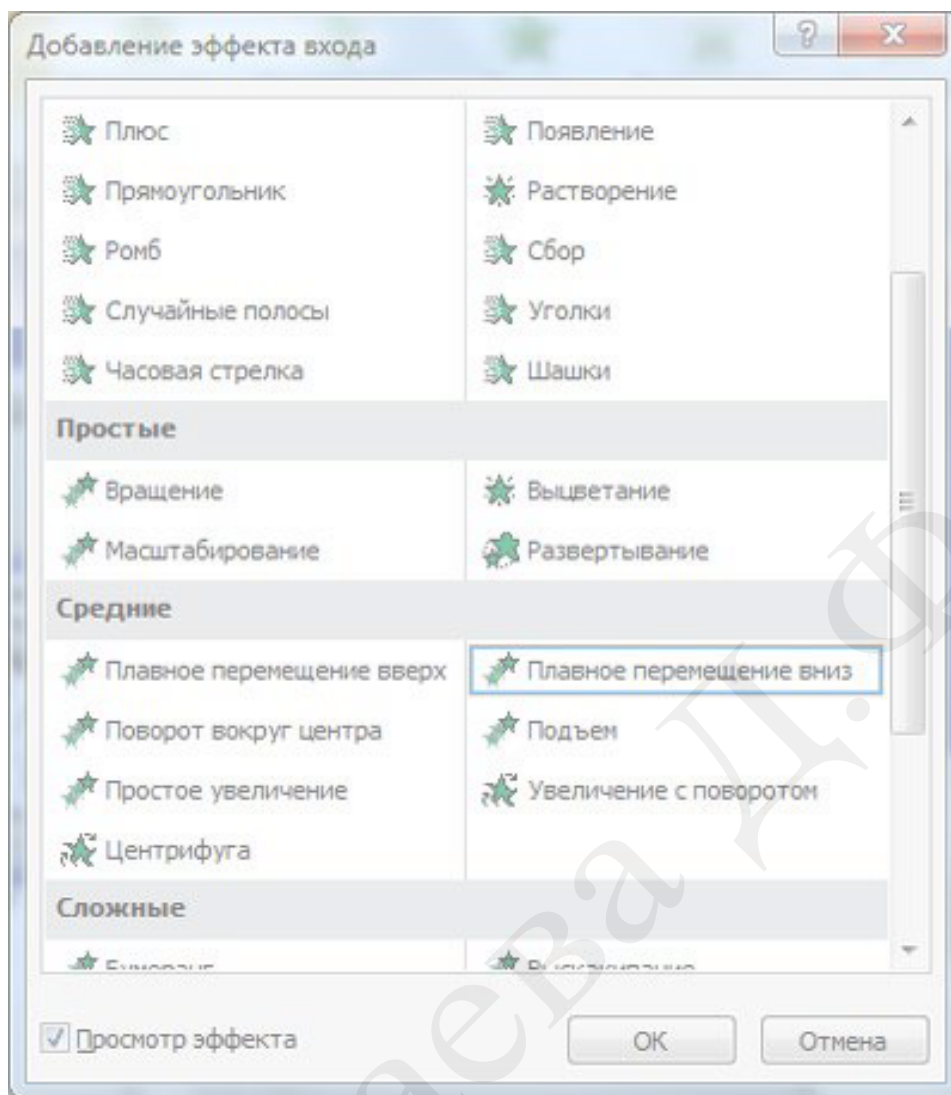 Добавление эффекта входа
Плюс Появление
Прямоугольник Растворение
Ромб Сбор
Случайные полосы Уголки
Часовая стрелка Шашки
Простые
Вращение Выцветание
Масштабирование Развертывание
Средние
Плавное перемещение вверх Плавное перемещение вниз
Поворот вокруг центра Подъем
Простое увеличение Увеличение с поворотом
Центрифуга
Сложные
Бумеранг Выскакивание
Просмотр эффекта OK Отмена